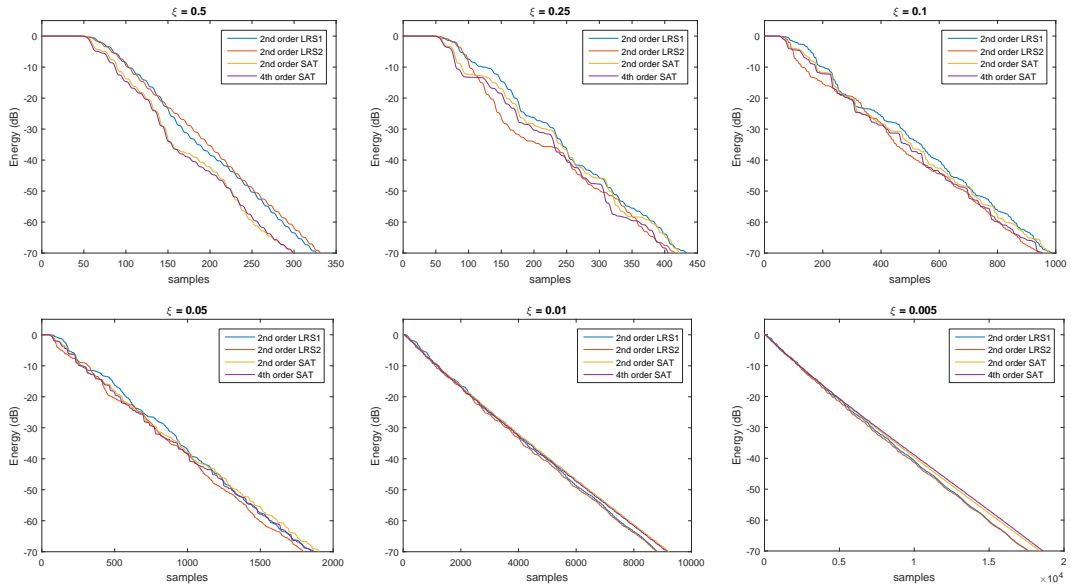 ξ = 0.5
0
-10
-20
-30
-40
-50
-60
-70
Energy (dB)
0 50 100 150 200 250 300 350
samples
2nd order LRS1
2nd order LRS2
2nd order SAT
4th order SAT
ξ = 0.25
0
-10
-20
-30
-40
-50
-60
-70
Energy (dB)
0 50 100 150 200 250 300 350 400 450
samples
2nd order LRS1
2nd order LRS2
2nd order SAT
4th order SAT
ξ = 0.1
0
-10
-20
-30
-40
-50
-60
-70
Energy (dB)
0 200 400 600 800 1000
samples
2nd order LRS1
2nd order LRS2
2nd order SAT
4th order SAT
ξ = 0.05
0
-10
-20
-30
-40
-50
-60
-70
Energy (dB)
0 500 1000 1500 2000
samples
2nd order LRS1
2nd order LRS2
2nd order SAT
4th order SAT
ξ = 0.01
0
-10
-20
-30
-40
-50
-60
-70
Energy (dB)
0 2000 4000 6000 8000 10000
samples
2nd order LRS1
2nd order LRS2
2nd order SAT
4th order SAT
ξ = 0.005
0
-10
-20
-30
-40
-50
-60
-70
Energy (dB)
0 0.5 1 1.5 2
samples
×10⁴
2nd order LRS1
2nd order LRS2
2nd order SAT
4th order SAT